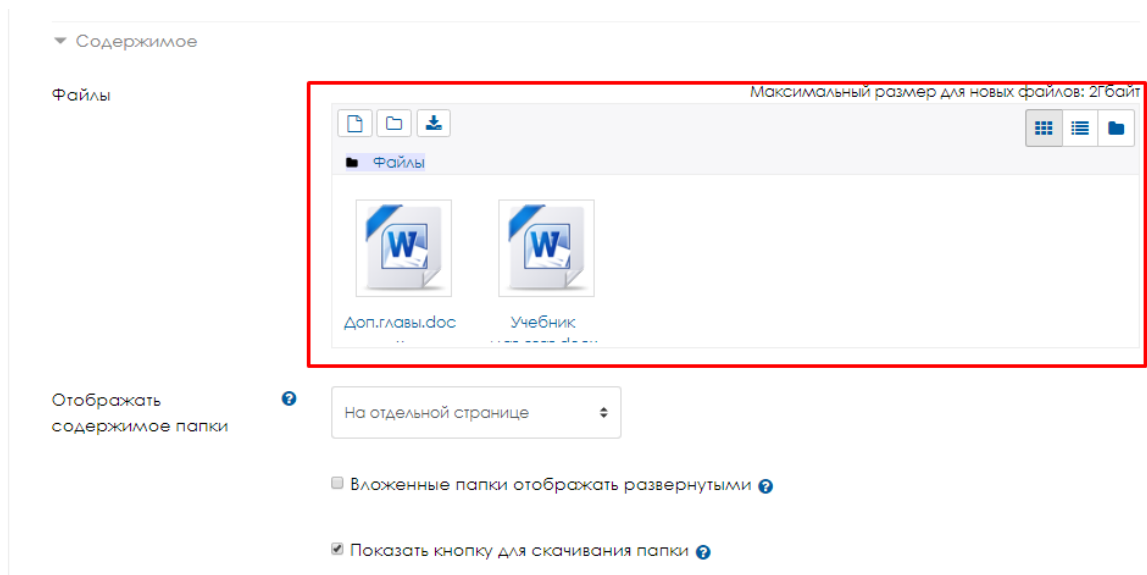 Содержимое
Файлы
Максимальный размер для новых файлов: 2Гбайт
Файлы
W
W
Доп.главы.doc
Учебник
Отображать
содержимое папки
На отдельной странице
Вложенные папки отображать развернутыми
Показать кнопку для скачивания папки